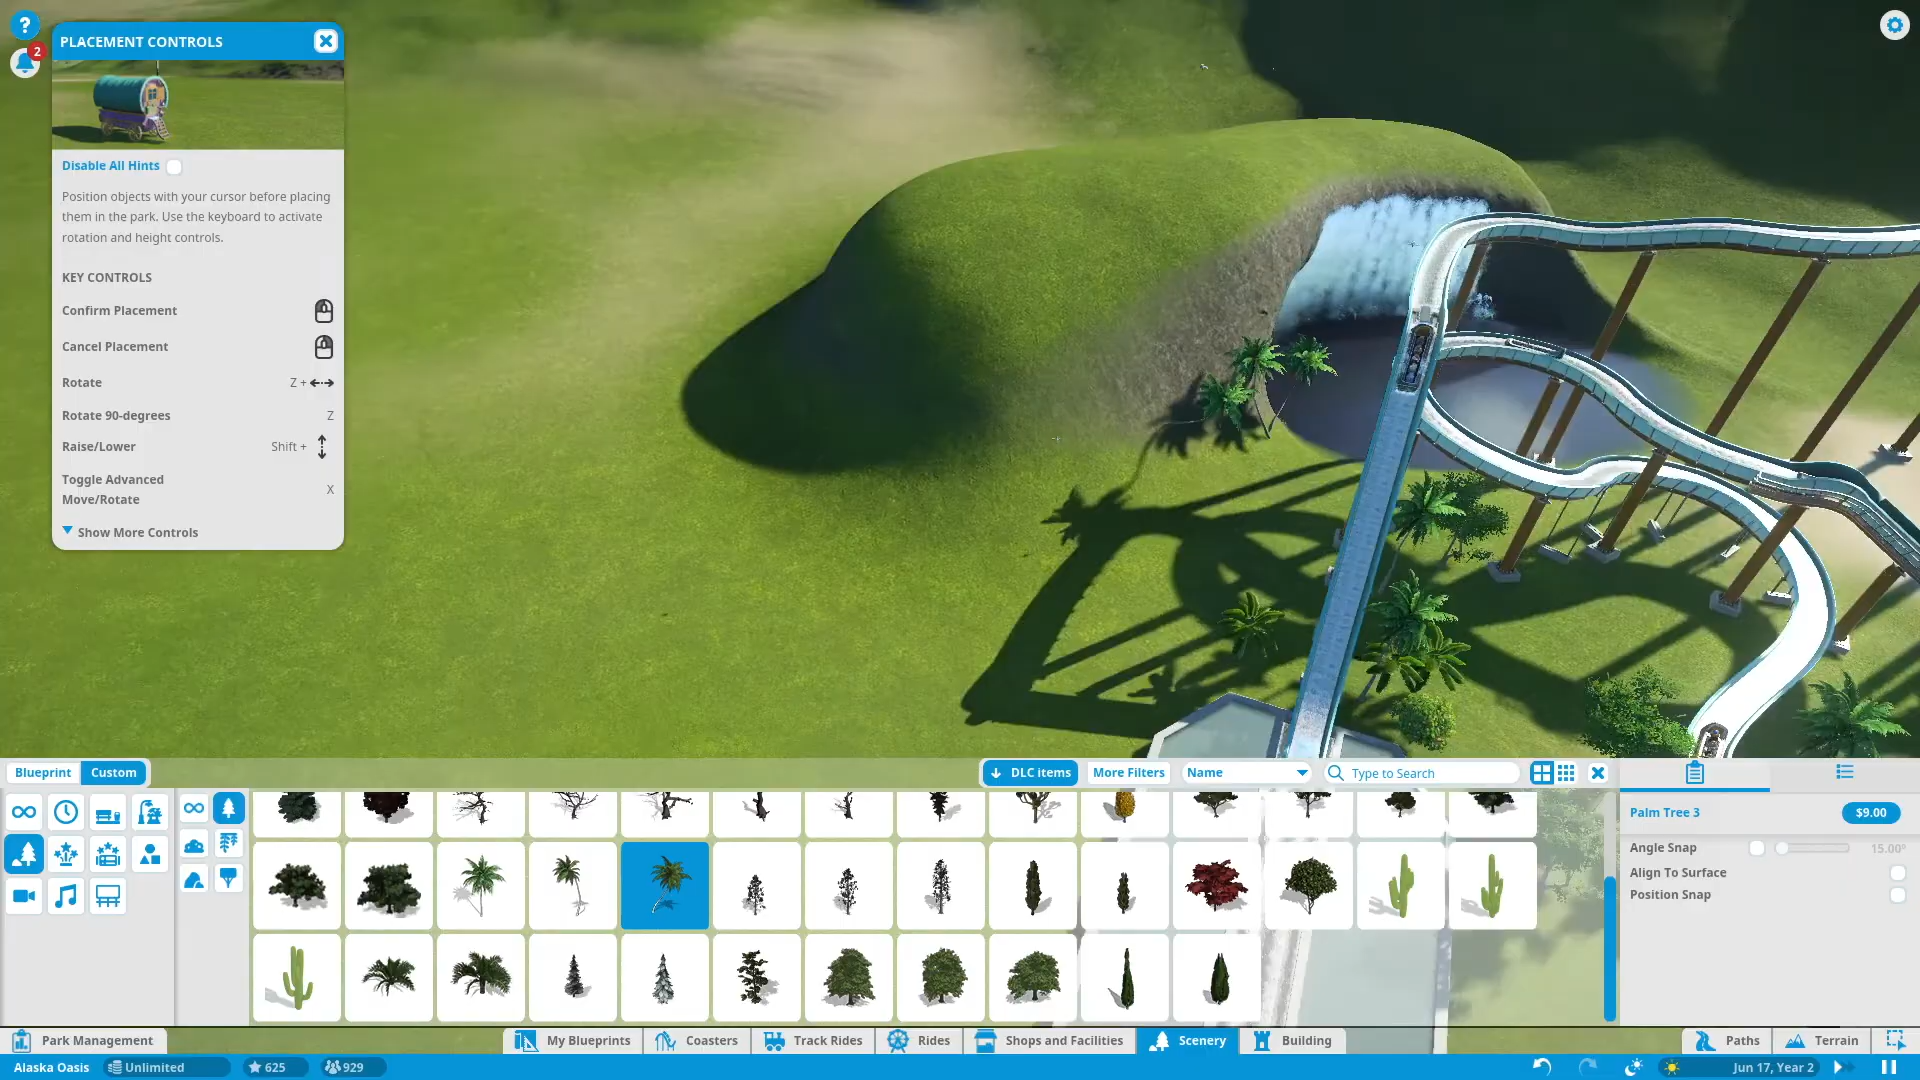 ?
2
PLACEMENT CONTROLS
Disable All Hints
Position objects with your cursor before placing
them in the park. Use the keyboard to activate
rotation and height controls.
KEY CONTROLS
Confirm Placement
Cancel Placement
Rotate Z +
Rotate 90-degrees Z
Raise/Lower Shift +
Toggle Advanced
Move/Rotate X
Show More Controls
Blueprint Custom
DLC items More Filters Name Type to Search
Palm Tree 3 $9.00
Angle Snap 15.00°
Align To Surface
Position Snap
Park Management My Blueprints Coasters Track Rides Rides Shops and Facilities Scenery Building Paths Terrain
Alaska Oasis Unlimited 625 929 Jun 17, Year 2